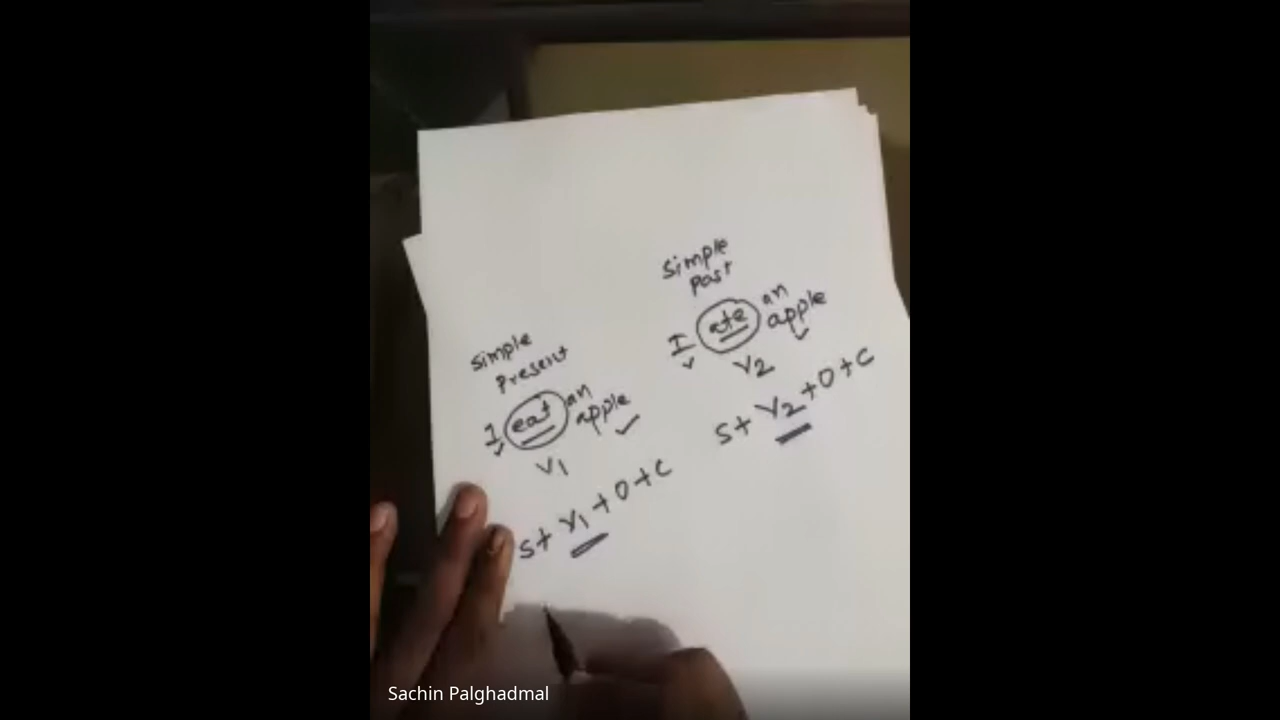 Simple
Present
I eat an
apple
V1
S + V1 + O + C
Simple
Past
I ate an
apple
V2
S + V2 + O + C
Sachin Palghadmal